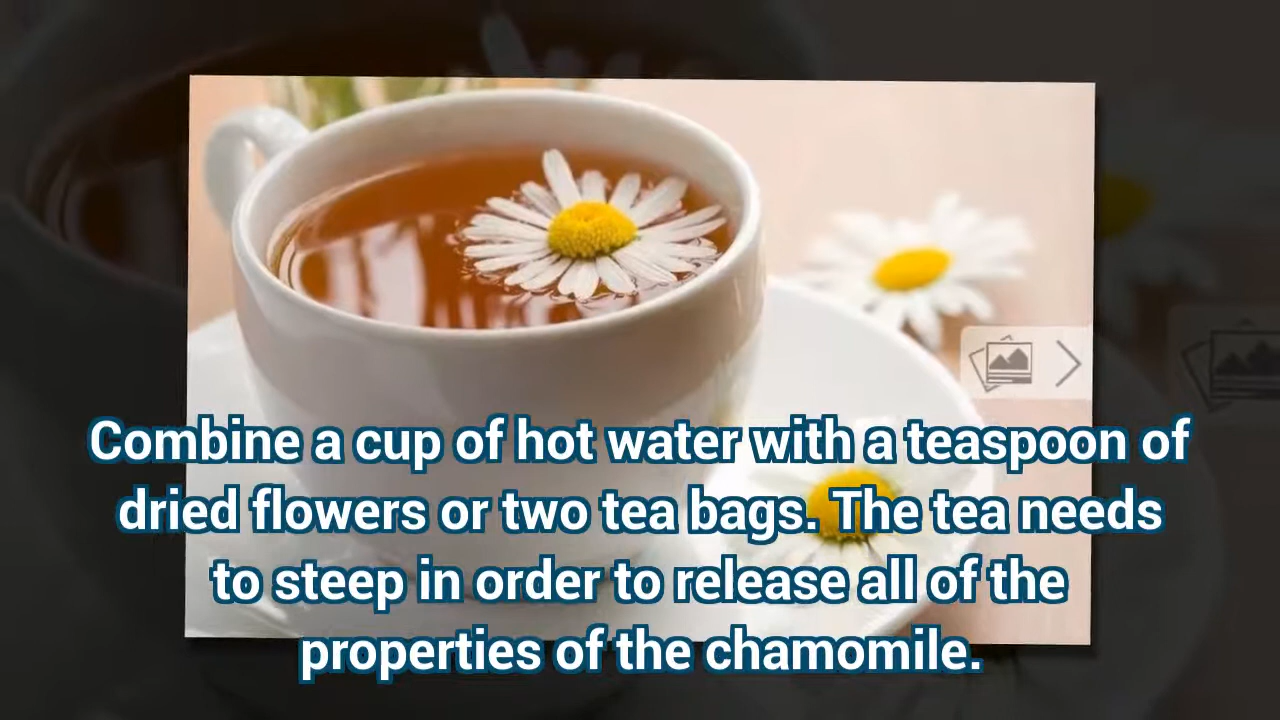 Combine a cup of hot water with a teaspoon of
dried flowers or two tea bags. The tea needs
to steep in order to release all of the
properties of the chamomile.